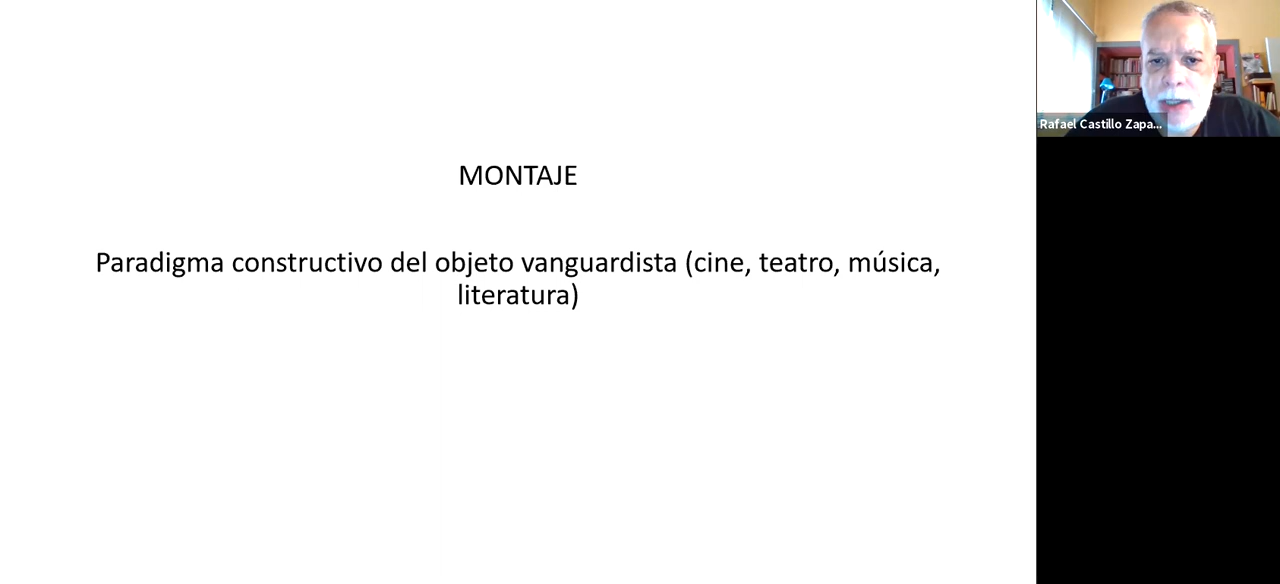 MONTAJE
Paradigma constructivo del objeto vanguardista (cine, teatro, música,
literatura)
Rafael Castillo Zapa...